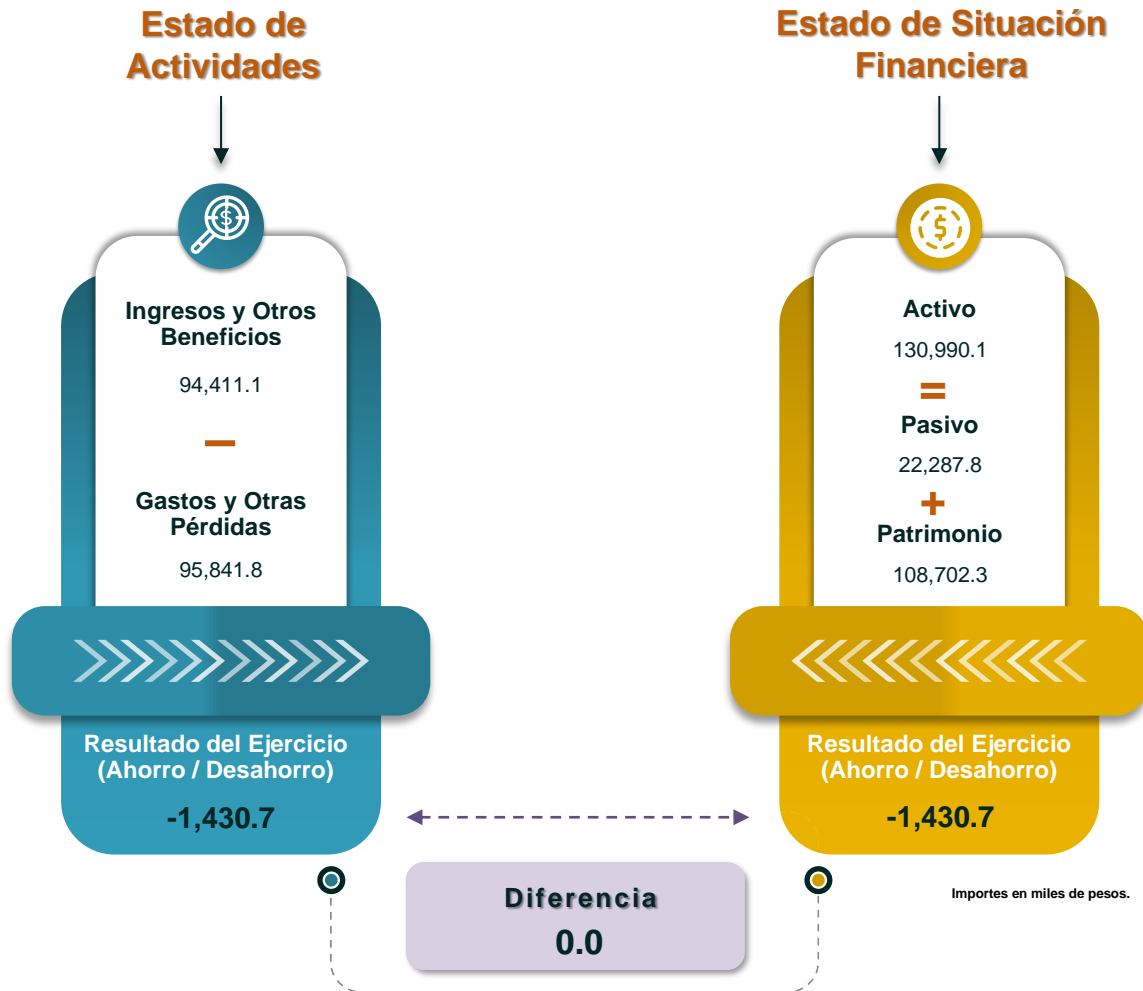 Estado de
Actividades
Ingresos y Otros
Beneficios
94,411.1
−
Gastos y Otras
Pérdidas
95,841.8
Resultado del Ejercicio
(Ahorro / Desahorro)
-1,430.7
Estado de Situación
Financiera
$
Activo
130,990.1
=
Pasivo
22,287.8
+
Patrimonio
108,702.3
Resultado del Ejercicio
(Ahorro / Desahorro)
-1,430.7
Diferencia
0.0
Importes en miles de pesos.